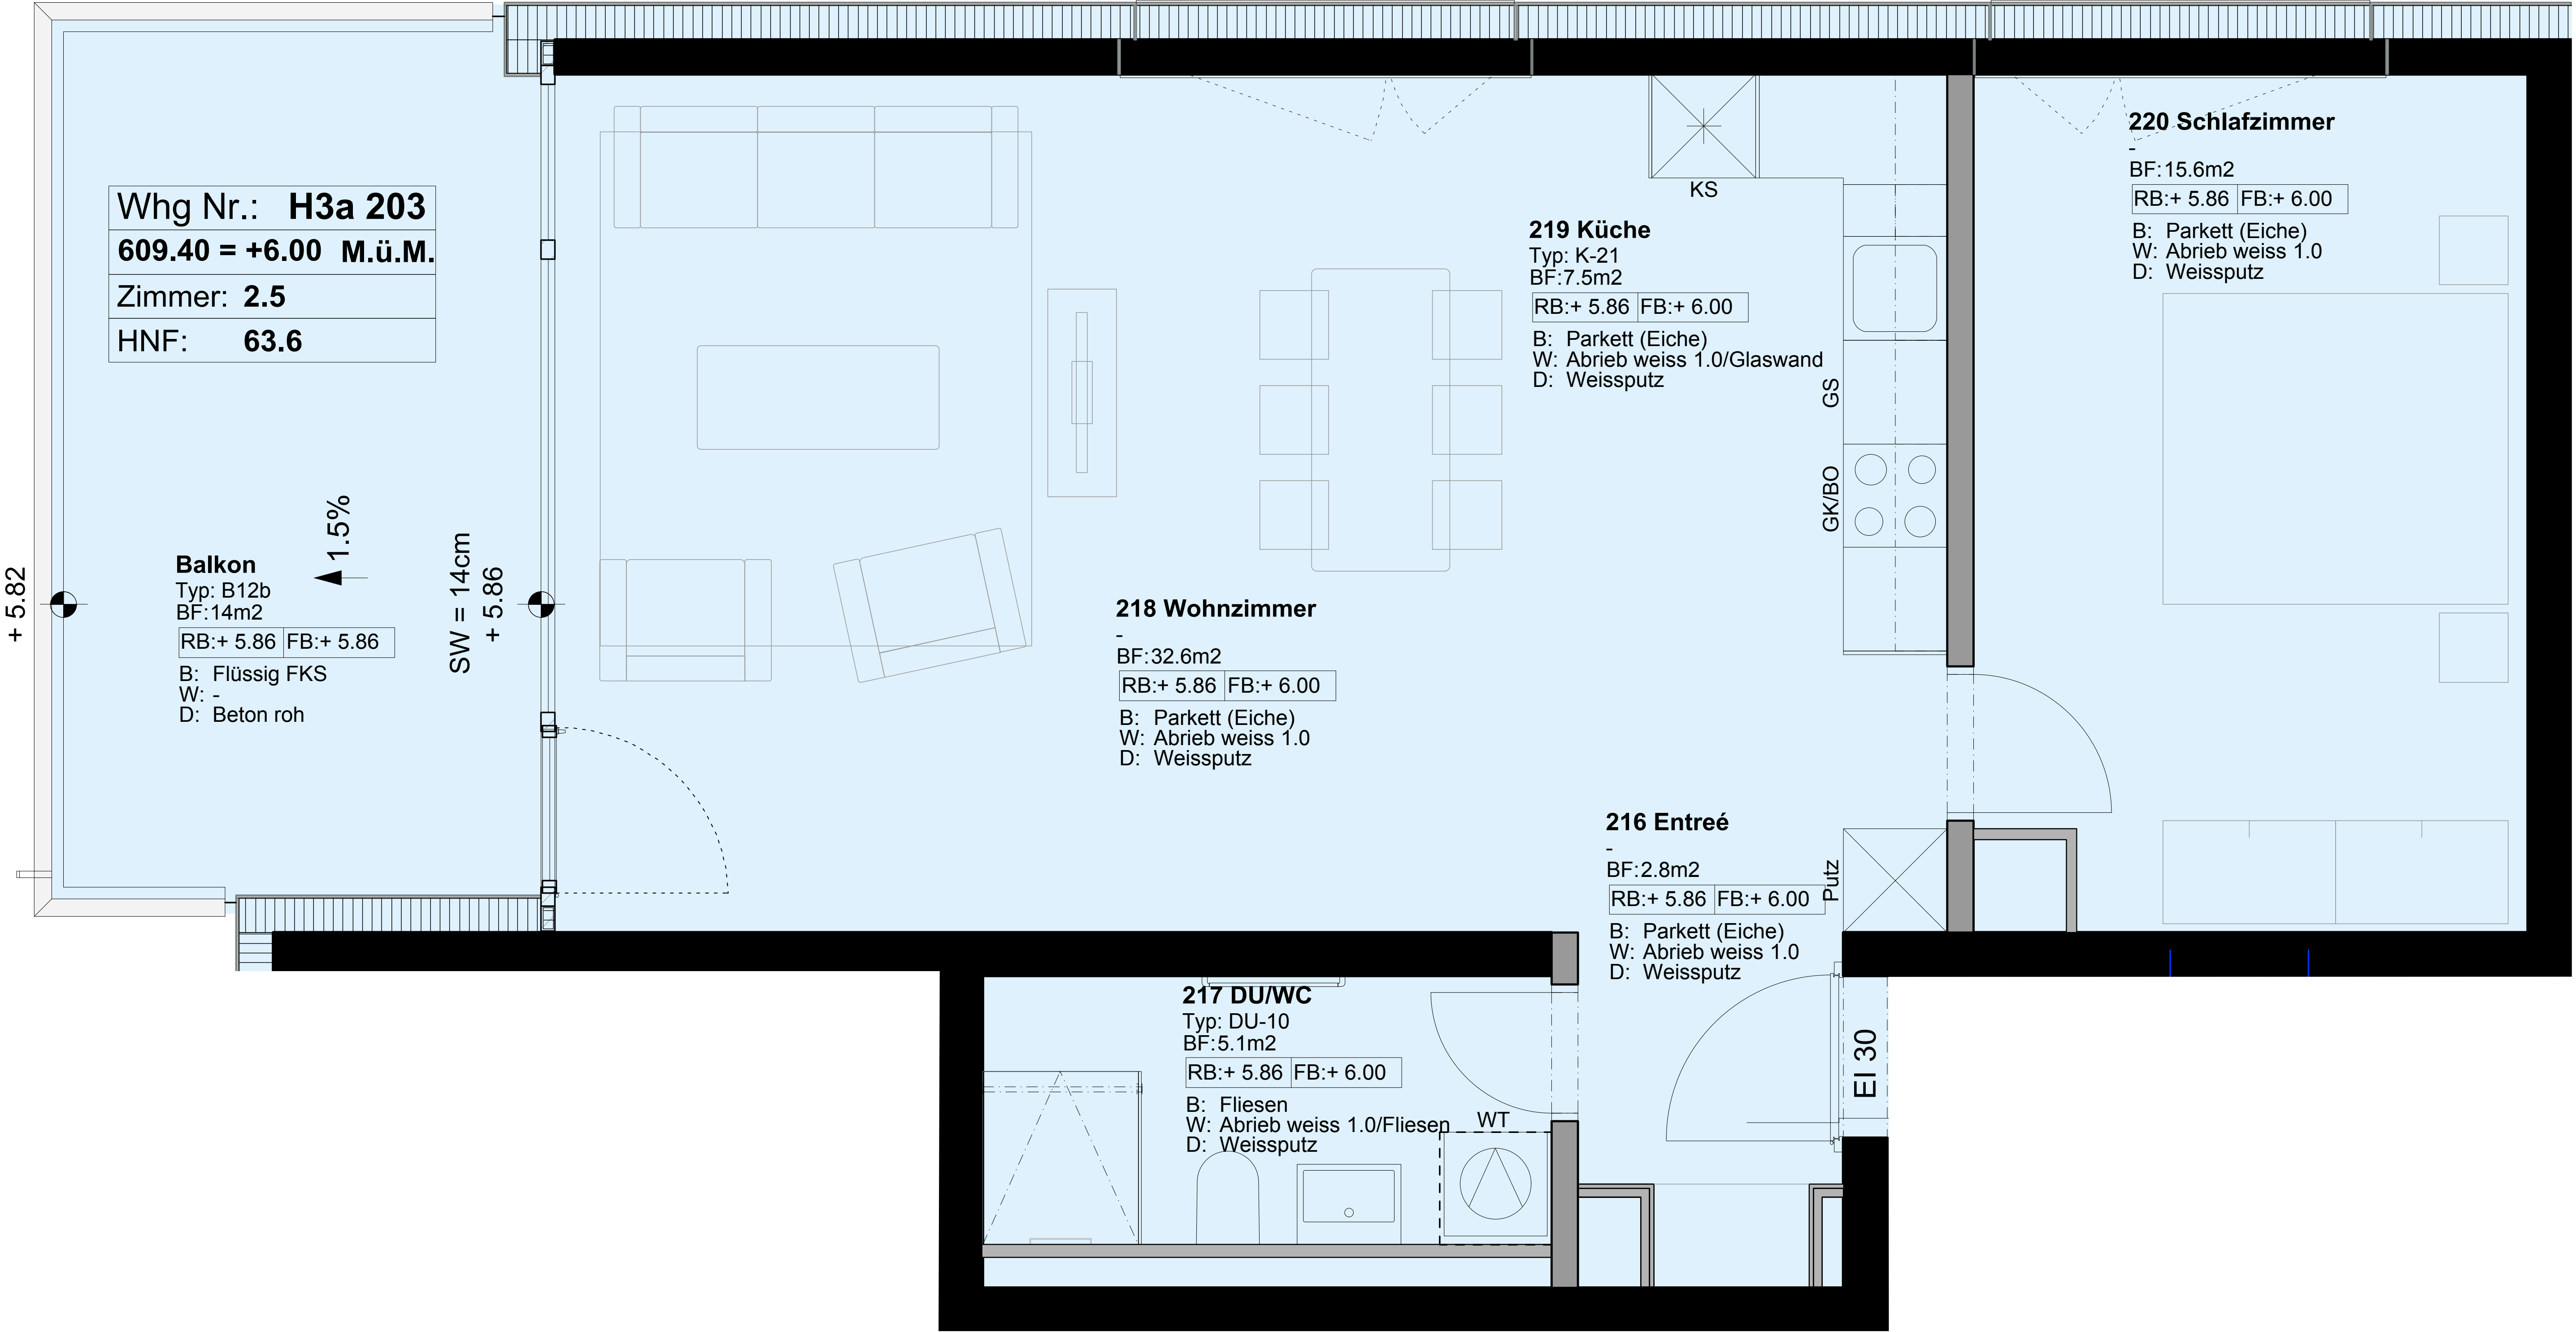 Whg Nr.: H3a 203
609.40 = +6.00 M.ü.M.
Zimmer: 2.5
HNF: 63.6
+ 5.82
Balkon
Typ: B12b
BF:14m2
RB:+ 5.86 FB:+ 5.86
B: Flüssig FKS
W: -
D: Beton roh
1.5%
SW = 14cm
+ 5.86
218 Wohnzimmer
-
BF:32.6m2
RB:+ 5.86 FB:+ 6.00
B: Parkett (Eiche)
W: Abrieb weiss 1.0
D: Weissputz
KS
219 Küche
Typ: K-21
BF:7.5m2
RB:+ 5.86 FB:+ 6.00
B: Parkett (Eiche)
W: Abrieb weiss 1.0/Glaswand
D: Weissputz
GS
GK/BO
220 Schlafzimmer
-
BF:15.6m2
RB:+ 5.86 FB:+ 6.00
B: Parkett (Eiche)
W: Abrieb weiss 1.0
D: Weissputz
216 Entreé
-
BF:2.8m2
RB:+ 5.86 FB:+ 6.00
B: Parkett (Eiche)
W: Abrieb weiss 1.0
D: Weissputz
Putz
217 DU/WC
Typ: DU-10
BF:5.1m2
RB:+ 5.86 FB:+ 6.00
B: Fliesen
W: Abrieb weiss 1.0/Fliesen
D: Weissputz
WT
EI 30